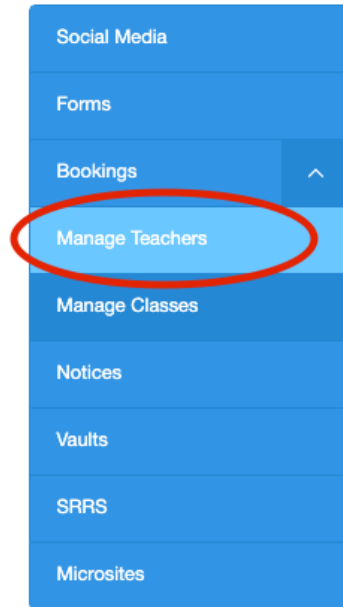 Social Media
Forms
Bookings
Manage Teachers
Manage Classes
Notices
Vaults
SRRS
Microsites